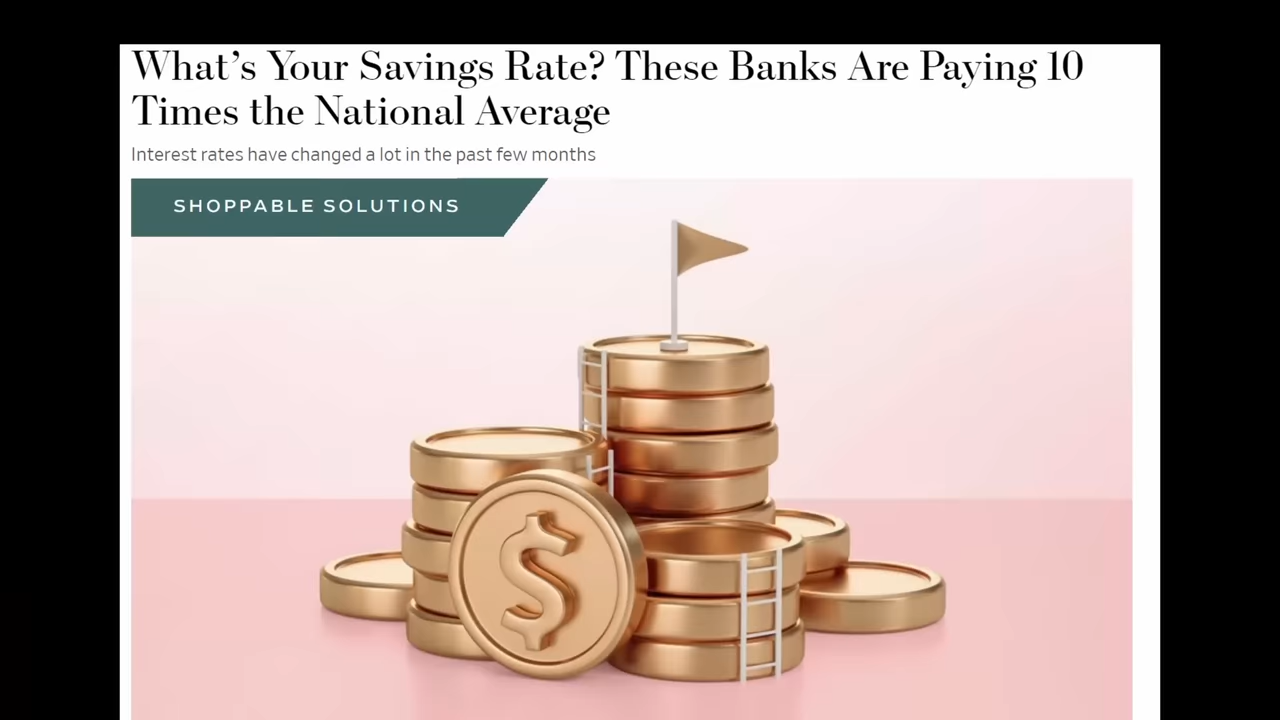 What’s Your Savings Rate? These Banks Are Paying 10
Times the National Average
Interest rates have changed a lot in the past few months
SHOPPABLE SOLUTIONS
$